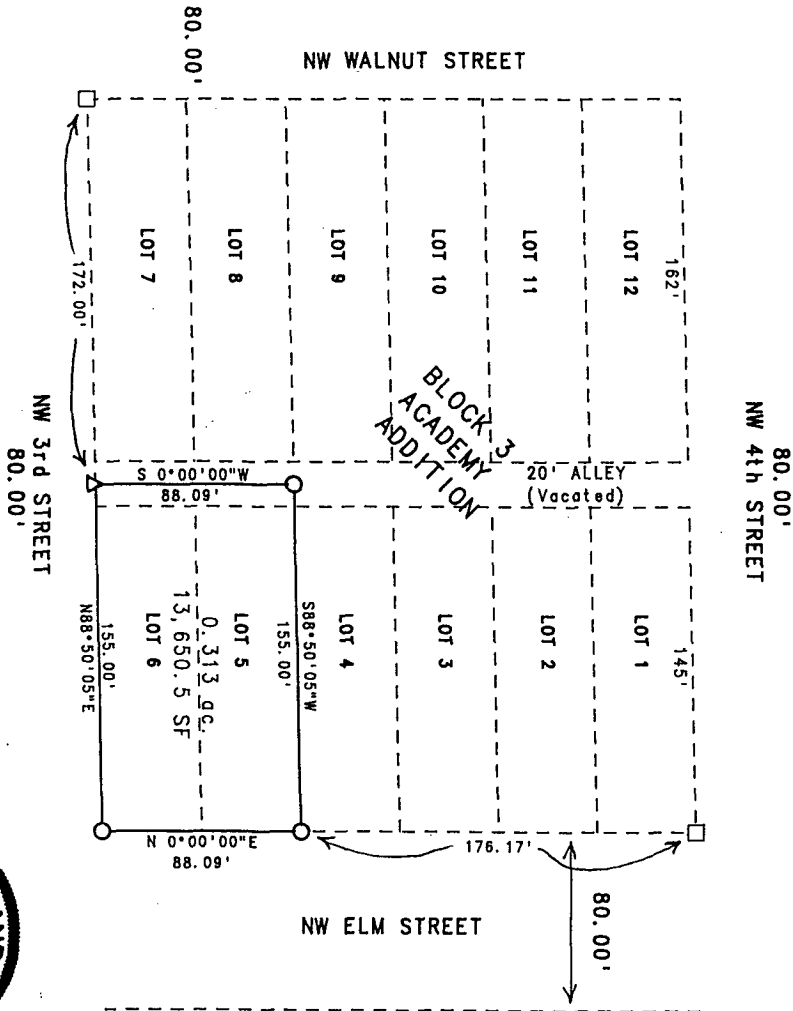 80.00'
NW WALNUT STREET
LOT 7
LOT 8
LOT 9
LOT 10
LOT 11
LOT 12
162'
172.00'
BLOCK 3
ACADEMY
ADDITION
80.00'
NW 4th STREET
NW 3rd STREET
80.00'
S 0°00'00"W
88.09'
20' ALLEY
(Vacated)
N88°50'05"E
155.00'
LOT 6
13,650.5 SF
0.313 ac.
LOT 5
155.00'
S88°50'05"W
LOT 4
LOT 3
LOT 2
LOT 1
145'
N 0°00'00"E
88.09'
176.17'
80.00'
NW ELM STREET